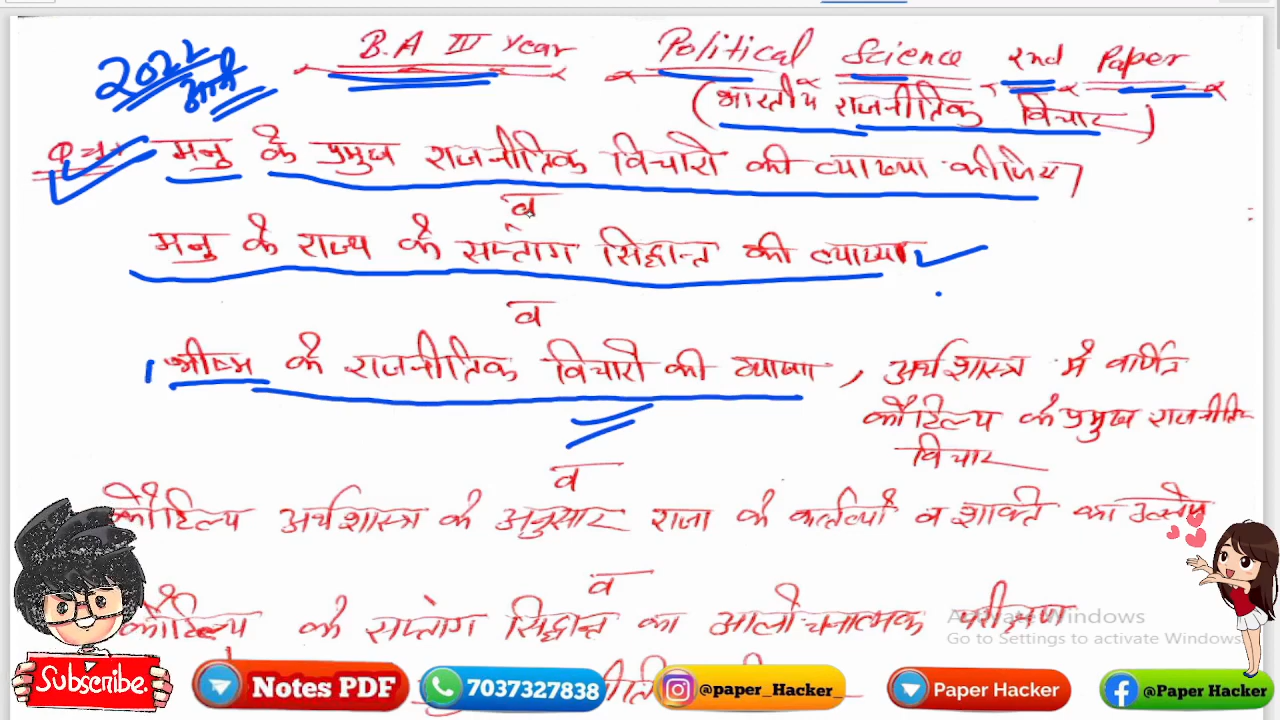 2022
B.A III Year Political Science 2nd Paper
(भारतीय राजनीतिक विचार)
मनु के प्रमुख राजनीतिक विचारों की व्याख्या कीजिये।
व
मनु के राज्य के सप्तांग सिद्धान्त की व्याख्या
व
भीष्म के राजनीतिक विचारों की व्याख्या, अर्थशास्त्र में वर्णित
कौटिल्य के प्रमुख राजनीतिक
विचार
व
कौटिल्य अर्थशास्त्र के अनुसार राजा के कर्तव्यों व शक्ति का उल्लेख
व
कौटिल्य के सप्तांग सिद्धान्त का आलोचनात्मक परीक्षण
Activate Windows
Go to Settings to activate Windows.
Subscribe.
Notes PDF
7037327838
@paper_Hacker
Paper Hacker
@Paper Hacker